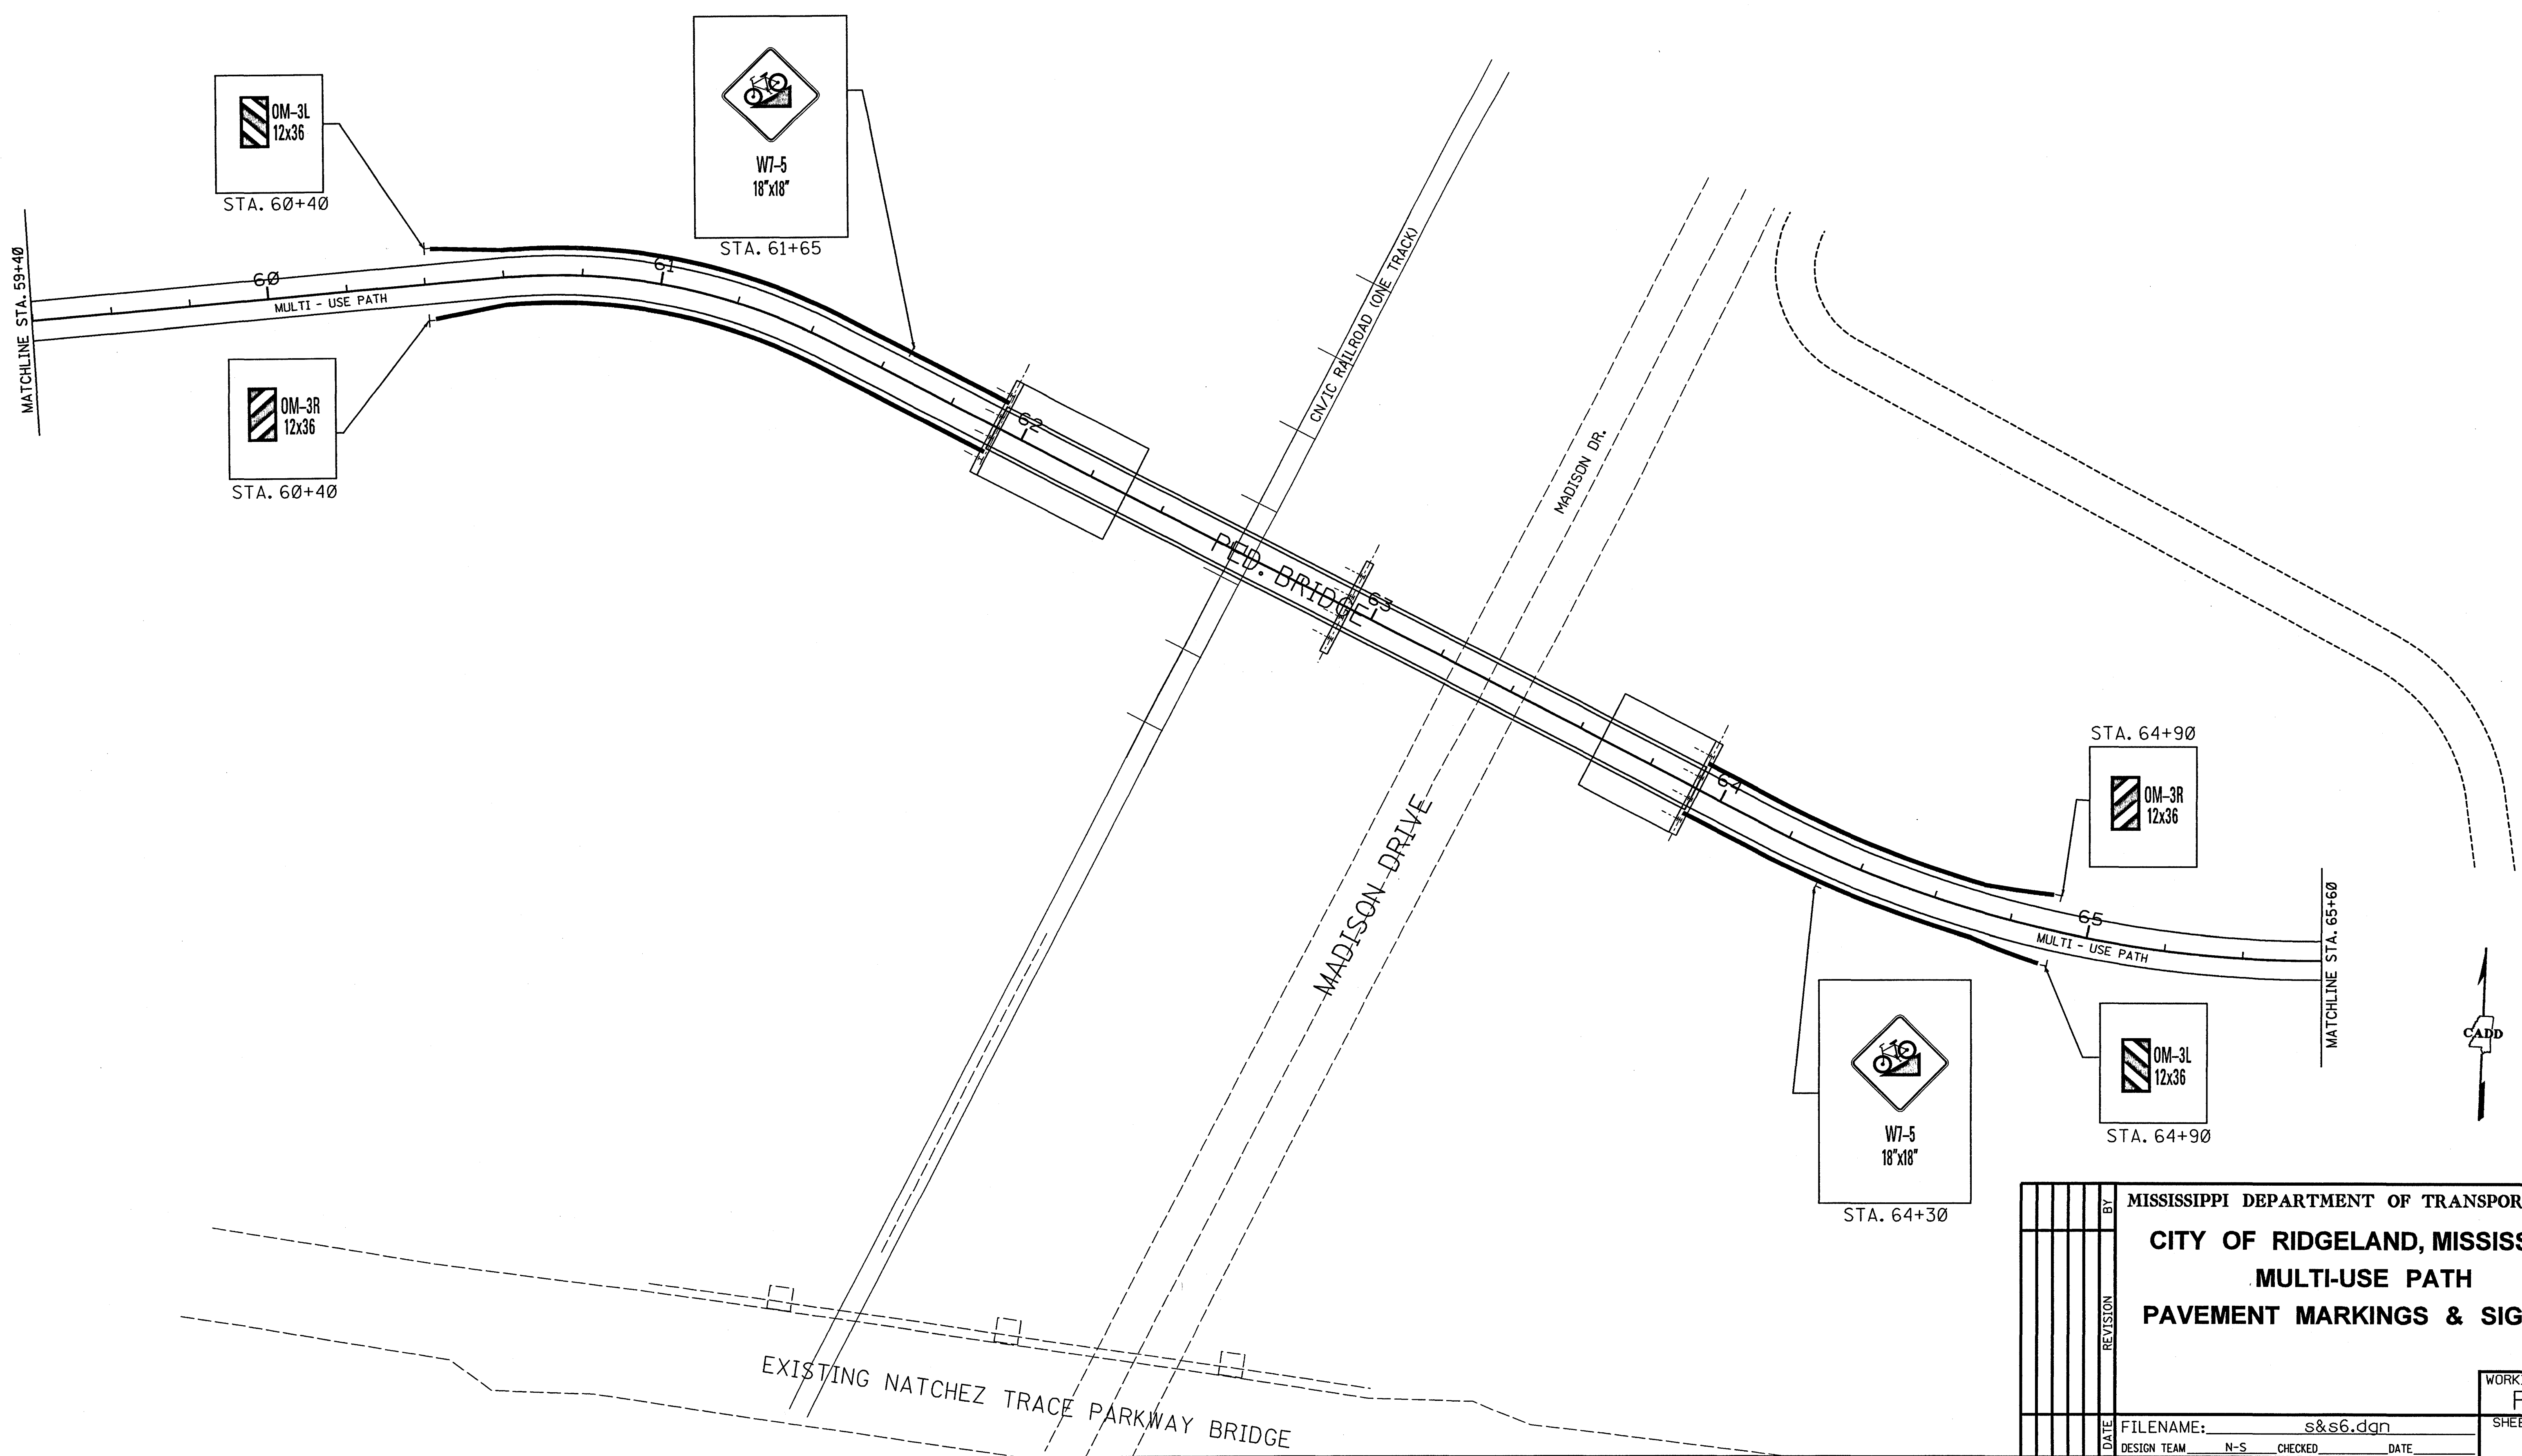 OM-3L
12x36
STA. 60+40
W7-5
18"x18"
STA. 61+65
MATCHLINE STA. 59+40
60
MULTI - USE PATH
61
OM-3R
12x36
STA. 60+40
62
CN/IC RAILROAD (ONE TRACK)
MADISON DR.
PED. BRIDGE
63
MADISON DRIVE
64
STA. 64+90
OM-3R
12x36
65
MULTI - USE PATH
MATCHLINE STA. 65+60
OM-3L
12x36
STA. 64+90
W7-5
18"x18"
STA. 64+30
CADD
EXISTING NATCHEZ TRACE PARKWAY BRIDGE
BY
REVISION
DATE
MISSISSIPPI DEPARTMENT OF TRANSPOR
CITY OF RIDGELAND, MISSISS
MULTI-USE PATH
PAVEMENT MARKINGS & SIG
WORK
FILENAME: s&s6.dgn
SHEE
DESIGN TEAM N-S CHECKED DATE